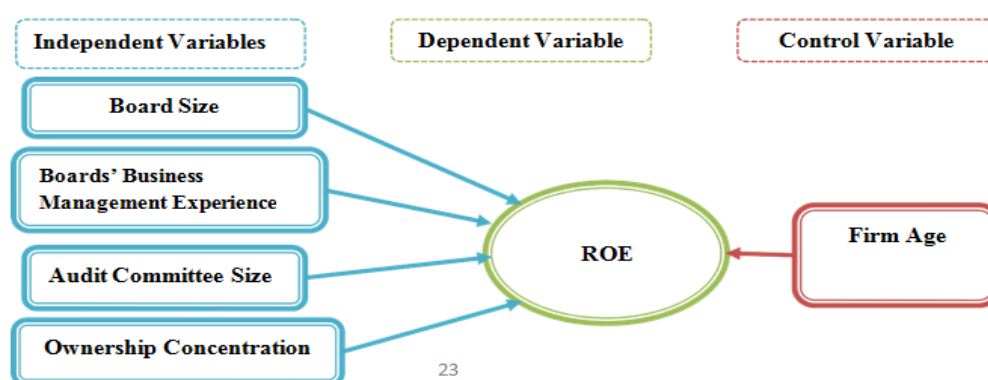 Independent Variables
Dependent Variable
Control Variable
Board Size
Boards’ Business
Management Experience
Audit Committee Size
Ownership Concentration
ROE
Firm Age
23